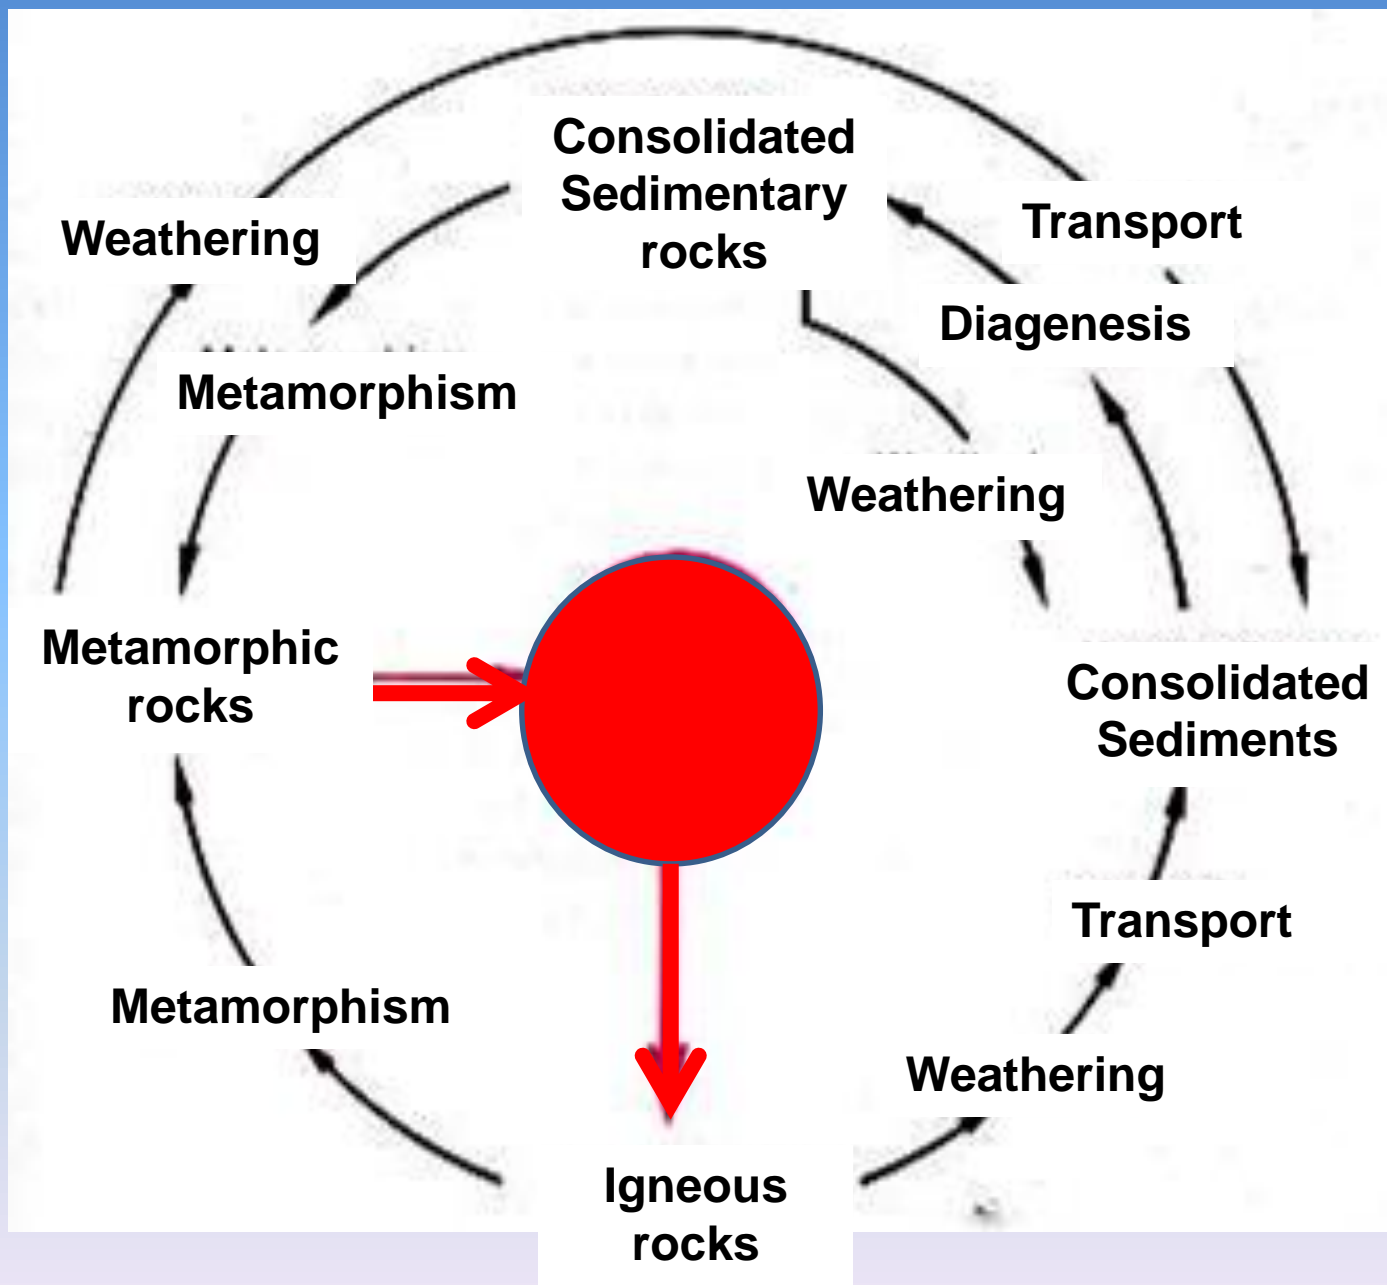 Consolidated
Sedimentary
rocks
Weathering
Transport
Diagenesis
Metamorphism
Weathering
Metamorphic
rocks
Consolidated
Sediments
Transport
Metamorphism
Weathering
Igneous
rocks